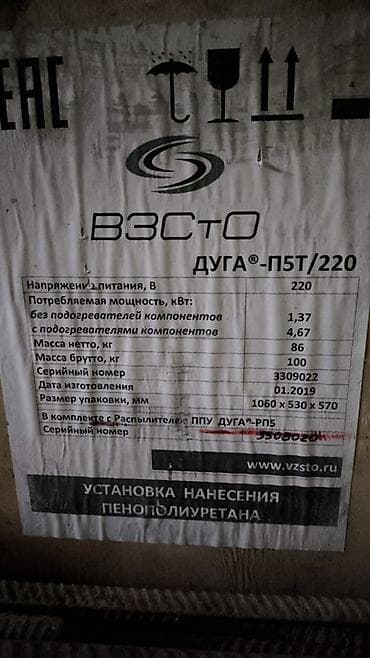 EAC
4
ВЗСтО
ДУГА®-П5Т/220
Напряжение питания, В 220
Потребляемая мощность, кВт:
без подогревателей компонентов 1,37
с подогревателями компонентов 4,67
Масса нетто, кг 86
Масса брутто, кг 100
Серийный номер 3309022
Дата изготовления 01.2019
Размер упаковки, мм 1060 x 530 x 570
В комплекте с Распылителем ППУ ДУГА®-РП5
Серийный номер
www.vzsto.ru
УСТАНОВКА НАНЕСЕНИЯ
ПЕНОПОЛИУРЕТАНА